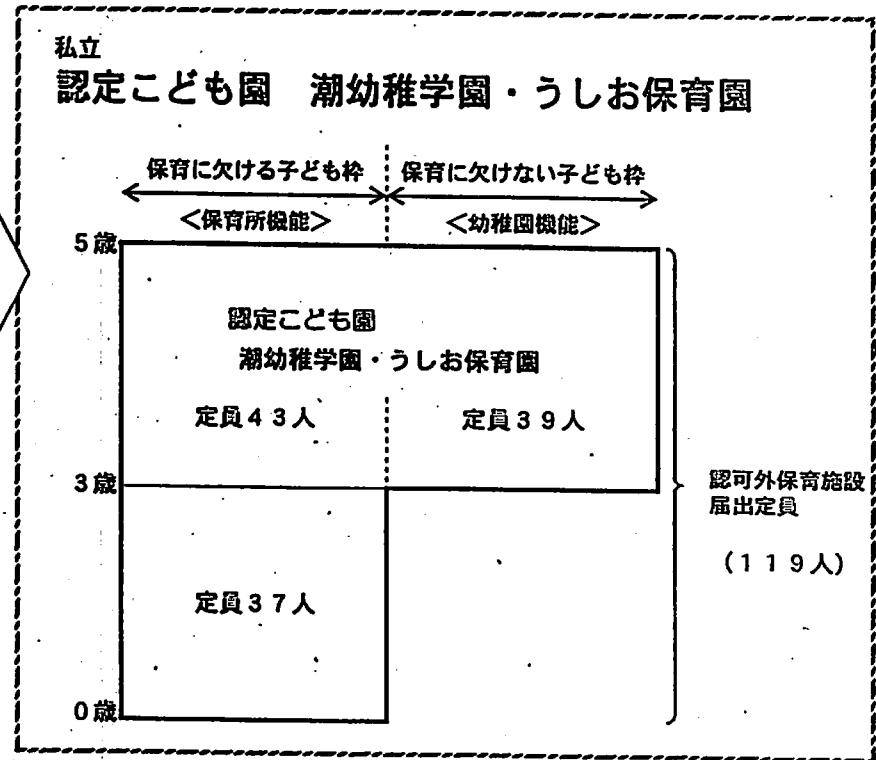 私立
認定こども園　潮幼稚学園・うしお保育園
保育に欠ける子ども枠
保育に欠けない子ども枠
＜保育所機能＞
＜幼稚園機能＞
5歳
認定こども園
潮幼稚学園・うしお保育園
定員43人
定員39人
3歳
認可外保育施設
届出定員
（119人）
定員37人
0歳